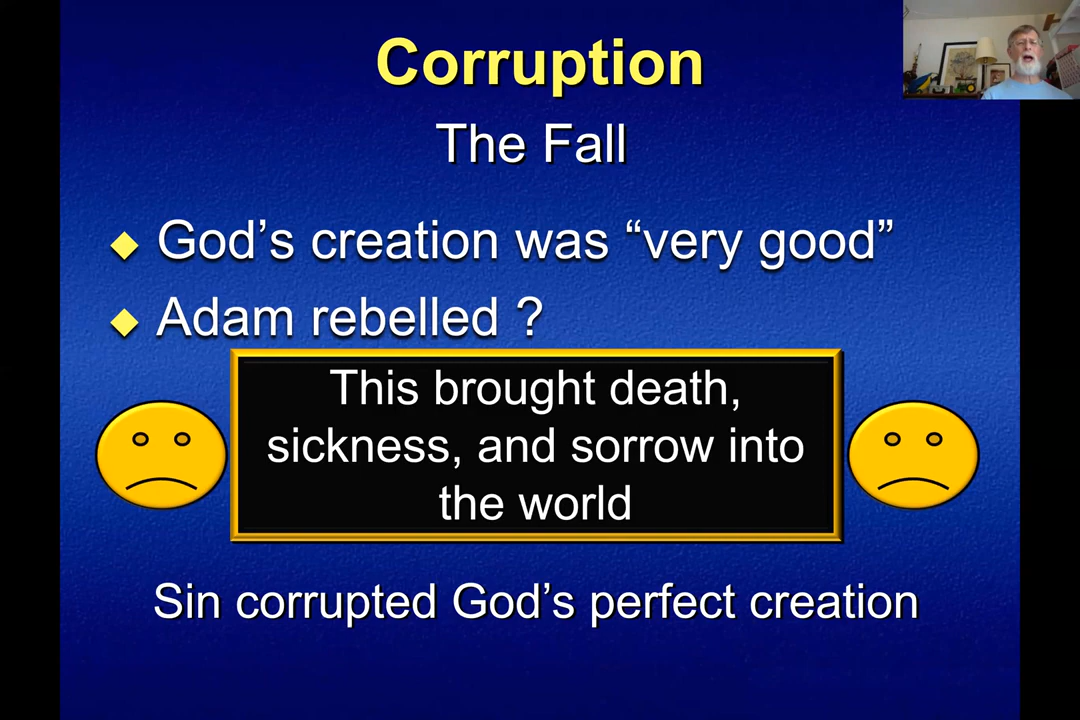 Corruption
The Fall
God’s creation was “very good”
Adam rebelled ?
This brought death,
sickness, and sorrow into
the world
Sin corrupted God’s perfect creation